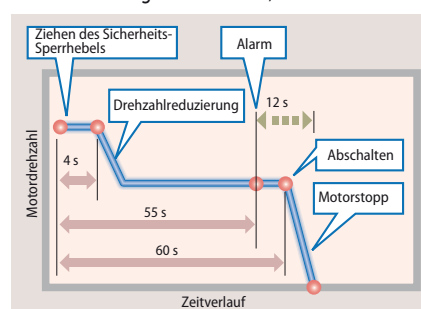 Ziehen des Sicherheits-
Sperrhebels
Alarm
12 s
Drehzahlreduzierung
Abschalten
4 s
Motorstopp
55 s
60 s
Motordrehzahl
Zeitverlauf